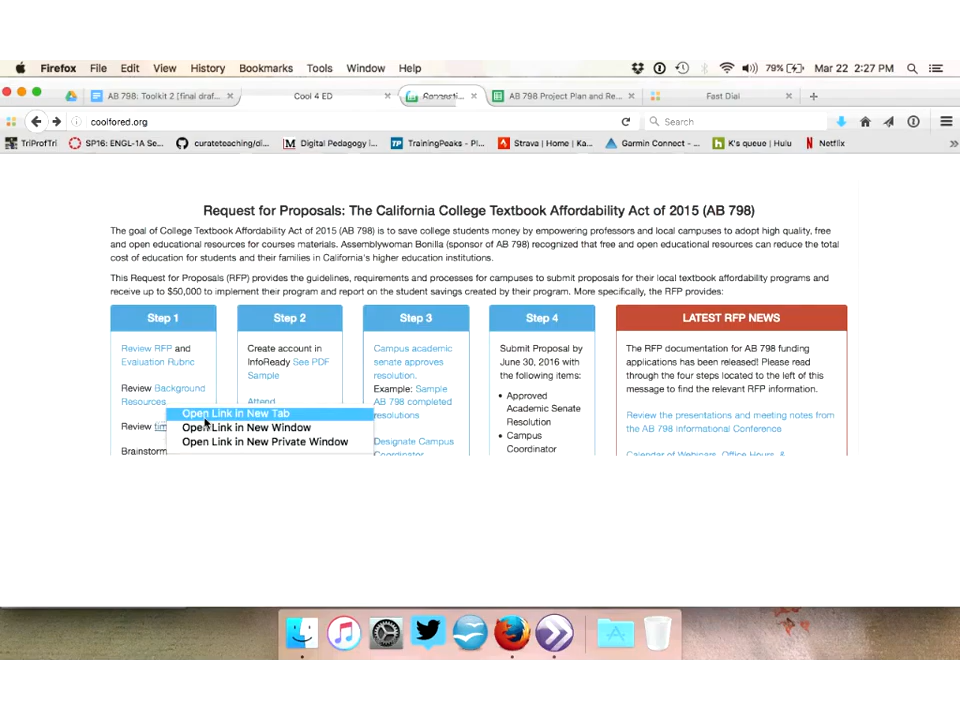 Firefox File Edit View History Bookmarks Tools Window Help 79% Mar 22 2:27 PM
AB 798: Toolkit 2 [final draf... Cool 4 ED AB 798 Project Plan and Re... Fast Dial
coolfored.org Search
TriProfTri SP16: ENGL-1A Se... curateteaching/di... Digital Pedagogy |... TrainingPeaks - Pl... Strava | Home | Ka... Garmin Connect - ... K's queue | Hulu Netflix
Request for Proposals: The California College Textbook Affordability Act of 2015 (AB 798)
The goal of College Textbook Affordability Act of 2015 (AB 798) is to save college students money by empowering professors and local campuses to adopt high quality, free
and open educational resources for courses materials. Assemblywoman Bonilla (sponsor of AB 798) recognized that free and open educational resources can reduce the total
cost of education for students and their families in California's higher education institutions.
This Request for Proposals (RFP) provides the guidelines, requirements and processes for campuses to submit proposals for their local textbook affordability programs and
receive up to $50,000 to implement their program and report on the student savings created by their program. More specifically, the RFP provides:
Step 1
Review RFP and
Evaluation Rubric
Review Background
Resources
Review tim
Brainstorm
Open Link in New Tab
Open Link in New Window
Open Link in New Private Window
Step 2
Create account in
InfoReady See PDF
Sample
Attend
Step 3
Campus academic
senate approves
resolution.
Example: Sample
AB 798 completed
resolutions
Designate Campus
Coordinator
Step 4
Submit Proposal by
June 30, 2016 with
the following items:
• Approved
Academic Senate
Resolution
• Campus
Coordinator
LATEST RFP NEWS
The RFP documentation for AB 798 funding
applications has been released! Please read
through the four steps located to the left of this
message to find the relevant RFP information.
Review the presentations and meeting notes from
the AB 798 Informational Conference
Calendar of Webinars, Office Hours, &